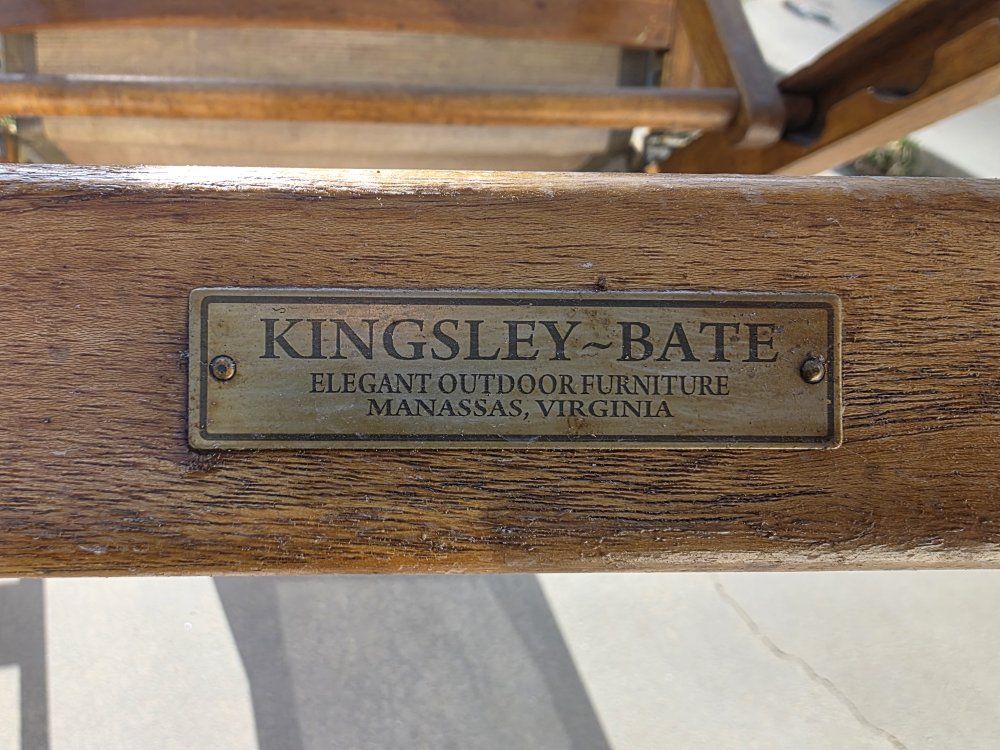 KINGSLEY~BATE
ELEGANT OUTDOOR FURNITURE
MANASSAS, VIRGINIA